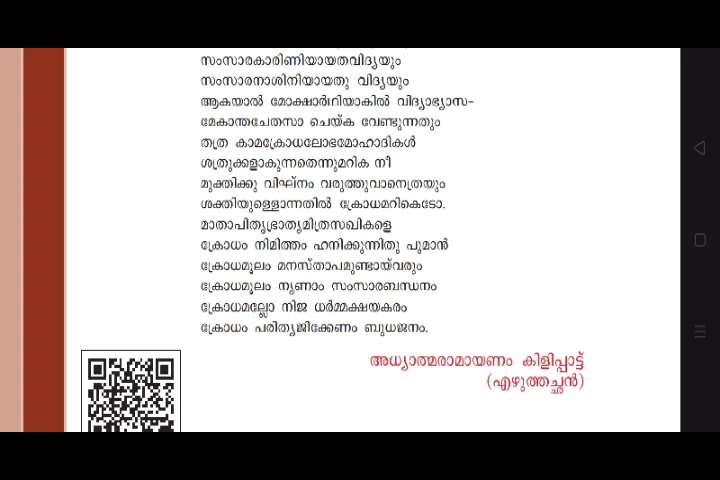 സംസാരകാരിണിയായതവിദ്യയും
സംസാരനാശിനിയായതു വിദ്യയും
ആകയാൽ മോക്ഷാർഥിയാകിൽ വിദ്യാഭ്യാസ-
മേകാന്തചേതസാ ചെയ്ക വേണ്ടുന്നതും
തത്ര കാമക്രോധലോഭമോഹാദികൾ
ശത്രുക്കളാകുന്നതെന്നുമറിക നീ
മുക്തിക്കു വിഘ്നം വരുത്തുവാനെത്രയും
ശക്തിയുള്ളൊന്നതിൽ ക്രോധമറികെടോ.
മാതാപിതൃഭ്രാതൃമിത്രസഖികളെ
ക്രോധം നിമിത്തം ഹനിക്കുന്നിതു പുമാൻ
ക്രോധമൂലം മനസ്താപമുണ്ടായ്‌വരും
ക്രോധമൂലം നൃണാം സംസാരബന്ധനം
ക്രോധമല്ലോ നിജ ധർമ്മക്ഷയകരം
ക്രോധം പരിത്യജിക്കേണം ബുധജനം.
അധ്യാത്മരാമായണം കിളിപ്പാട്ട്
(എഴുത്തച്ഛൻ)